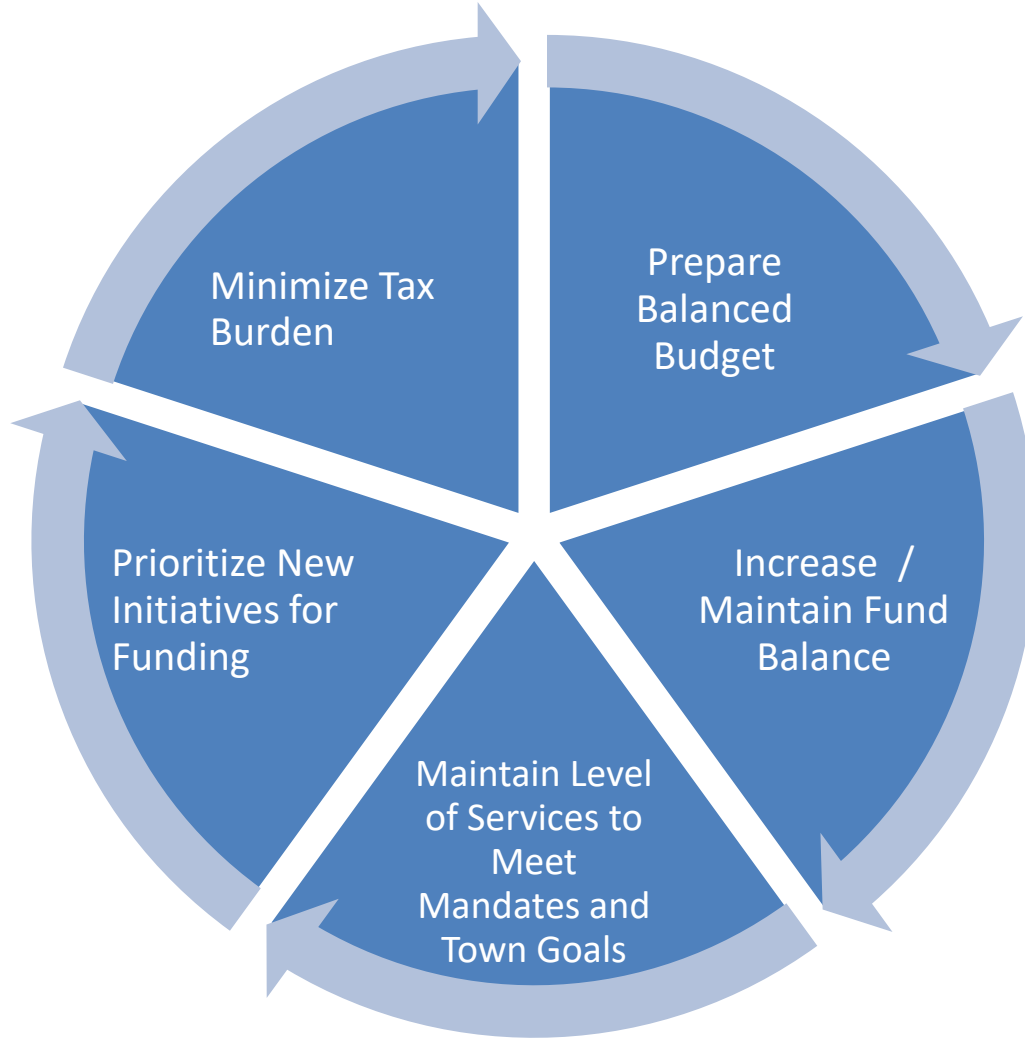 Minimize Tax
Burden
Prepare
Balanced
Budget
Increase /
Maintain Fund
Balance
Maintain Level
of Services to
Meet
Mandates and
Town Goals
Prioritize New
Initiatives for
Funding